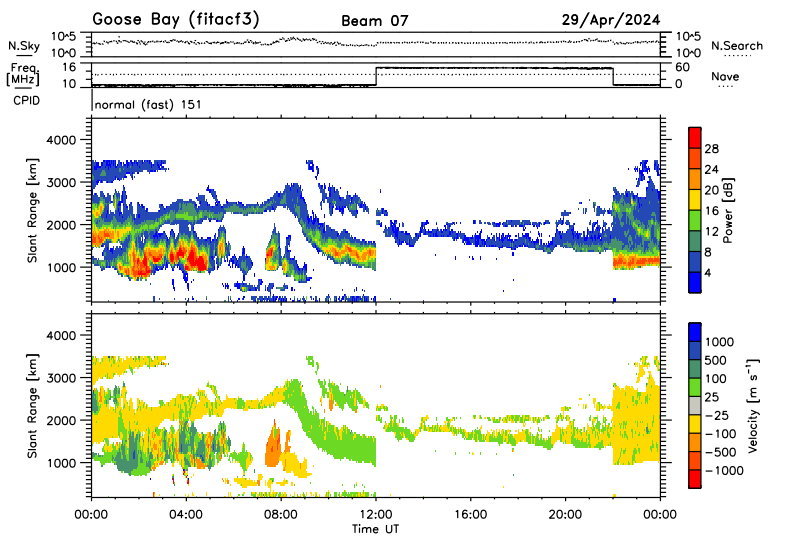 Goose Bay (fitacf3) Beam 07 29/Apr/2024
N.Sky 10^5 10^0 10^5 10^0 N.Search
Freq. [MHz] 16 10 60 0 Nave
CPID normal (fast) 151
Slant Range [km] 4000 3000 2000 1000
Power [dB] 28 24 20 16 12 8 4
Slant Range [km] 4000 3000 2000 1000
Velocity [m s⁻¹] 1000 500 100 25 −25 −100 −500 −1000
00:00 04:00 08:00 12:00 16:00 20:00 00:00
Time UT